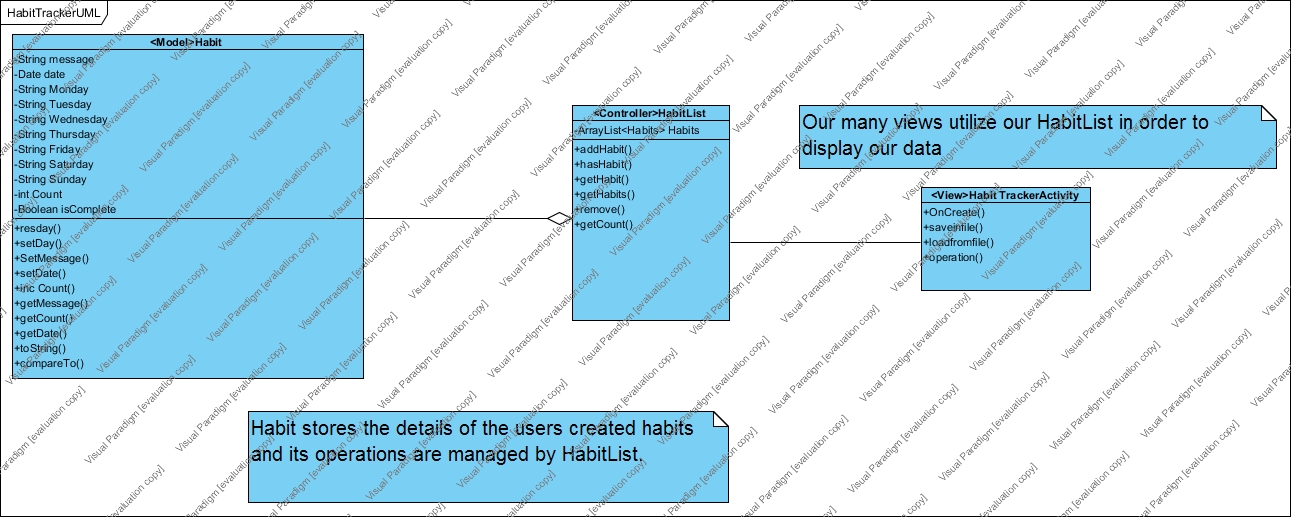 HabitTrackerUML
<Model>Habit
-String message
-Date date
-String Monday
-String Tuesday
-String Wednesday
-String Thursday
-String Friday
-String Saturday
-String Sunday
-int Count
-Boolean isComplete
+resday()
+setDay()
+SetMessage()
+setDate()
+inc Count()
+getMessage()
+getCount()
+getDate()
+toString()
+compareTo()
<Controller>HabitList
-ArrayList<Habits> Habits
+addHabit()
+hasHabit()
+getHabit()
+getHabits()
+remove()
+getCount()
Our many views utilize our HabitList in order to
display our data
<View>Habit TrackerActivity
+OnCreate()
+saveinfile()
+loadfromfile()
+operation()
Habit stores the details of the users created habits
and its operations are managed by HabitList.
Visual Paradigm [evaluation copy]